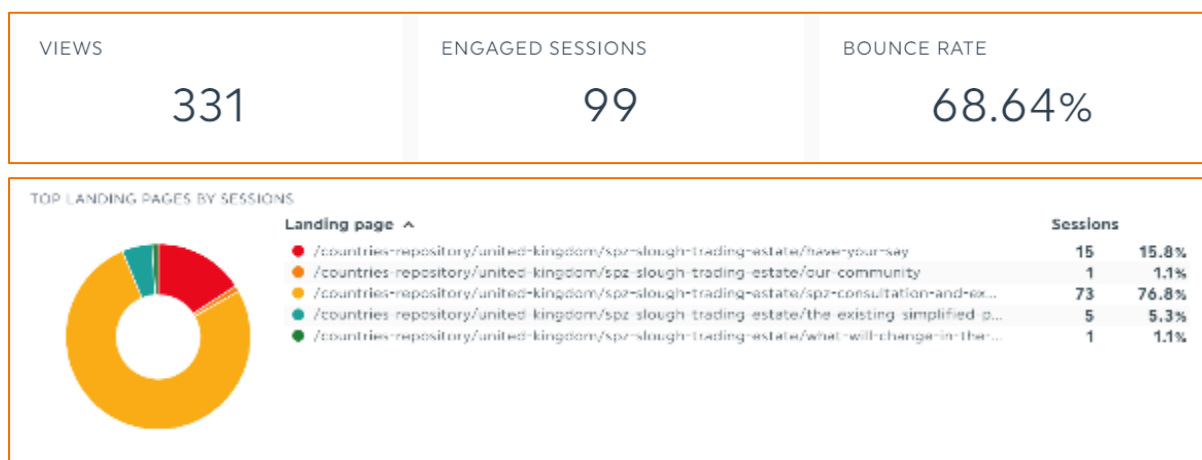 VIEWS
331
ENGAGED SESSIONS
99
BOUNCE RATE
68.64%
TOP LANDING PAGES BY SESSIONS
Landing page Sessions
/countries-repository/united-kingdom/spz-slough-trading-estate/have-your-say 15 15.8%
/countries-repository/united-kingdom/spz-slough-trading-estate/our-community 1 1.1%
/countries-repository/united-kingdom/spz-slough-trading-estate/spz-consultation-and-ex... 73 76.8%
/countries-repository/united-kingdom/spz-slough-trading-estate/the-existing-simplified-p... 5 5.3%
/countries-repository/united-kingdom/spz-slough-trading-estate/what-will-change-in-the-... 1 1.1%